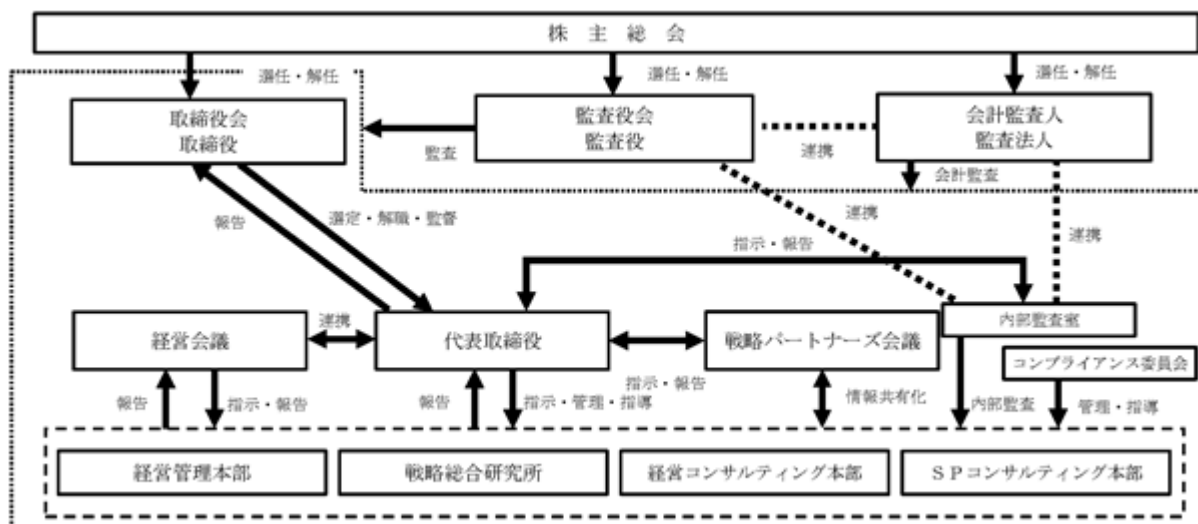 株 主 総 会
選任・解任
選任・解任
選任・解任
取締役会
取締役
監査役会
監査役
会計監査人
監査法人
監査
連携
会計監査
報告
選定・解職・監督
連携
連携
指示・報告
経営会議
連携
代表取締役
戦略パートナーズ会議
内部監査室
コンプライアンス委員会
指示・報告
報告
指示・報告
報告
指示・管理・指導
情報共有化
内部監査
管理・指導
経営管理本部
戦略総合研究所
経営コンサルティング本部
ＳＰコンサルティング本部